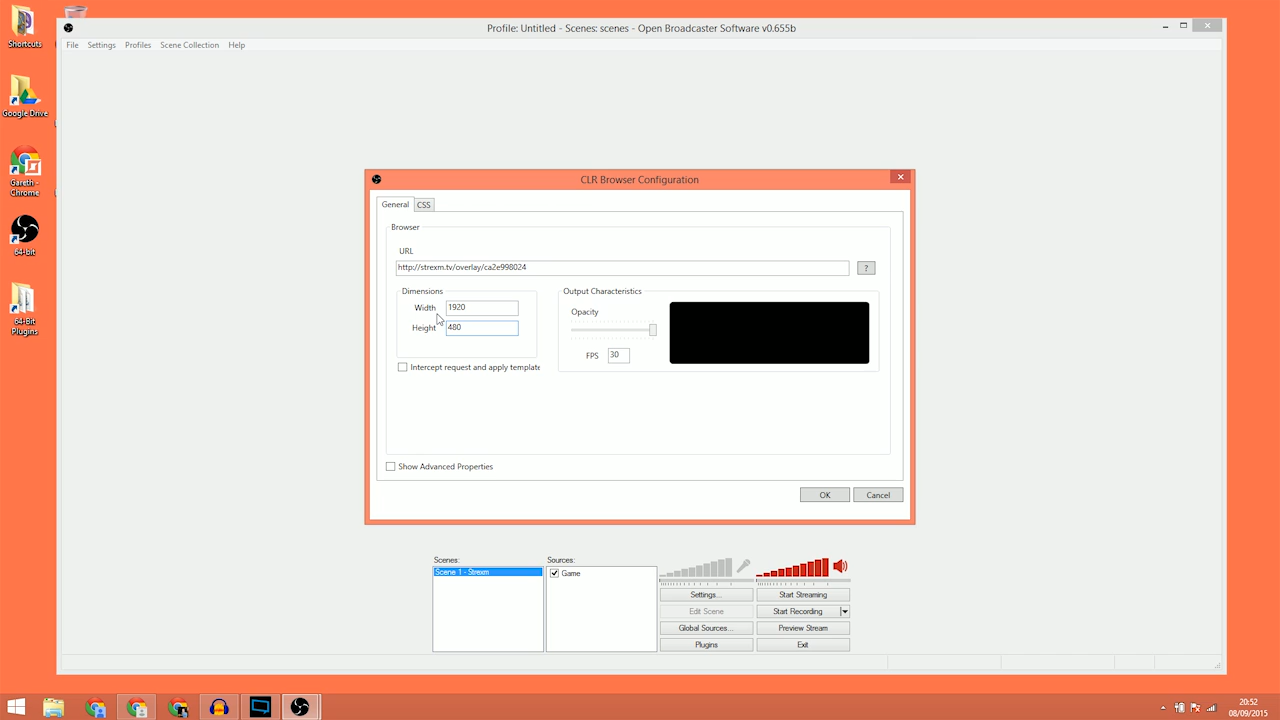 Shortcuts
Google Drive
Gareth -
Chrome
64-bit
64-Bit
Plugins
Profile: Untitled - Scenes: scenes - Open Broadcaster Software v0.655b
File Settings Profiles Scene Collection Help
CLR Browser Configuration
General CSS
Browser
URL
http://strexm.tv/overlay/ca2e998024
?
Dimensions
Width 1920
Height 480
Output Characteristics
Opacity
FPS 30
Intercept request and apply template
Show Advanced Properties
OK Cancel
Scenes:
Scene 1 - Strexm
Sources:
Game
Settings...
Edit Scene
Global Sources...
Plugins
Start Streaming
Start Recording
Preview Stream
Exit
20:52
08/09/2015